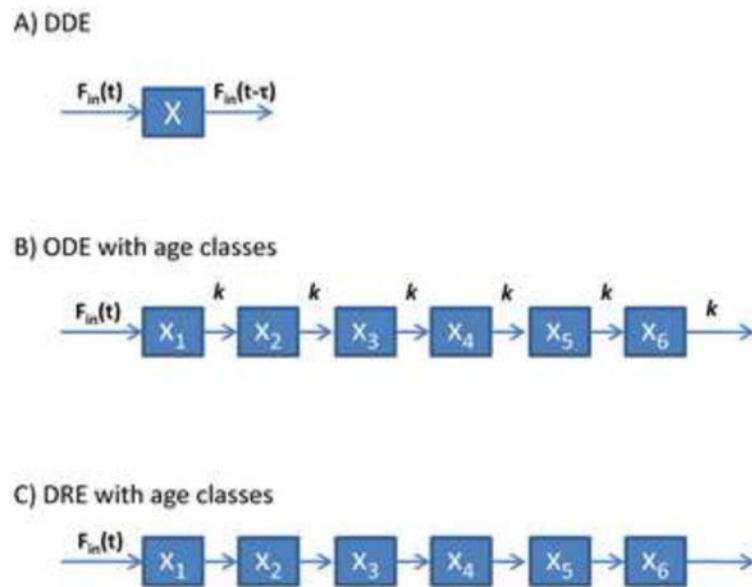 A) DDE
F_in(t) F_in(t-τ)
X
B) ODE with age classes
k k k k k k
F_in(t)
X₁ X₂ X₃ X₄ X₅ X₆
C) DRE with age classes
F_in(t)
X₁ X₂ X₃ X₄ X₅ X₆